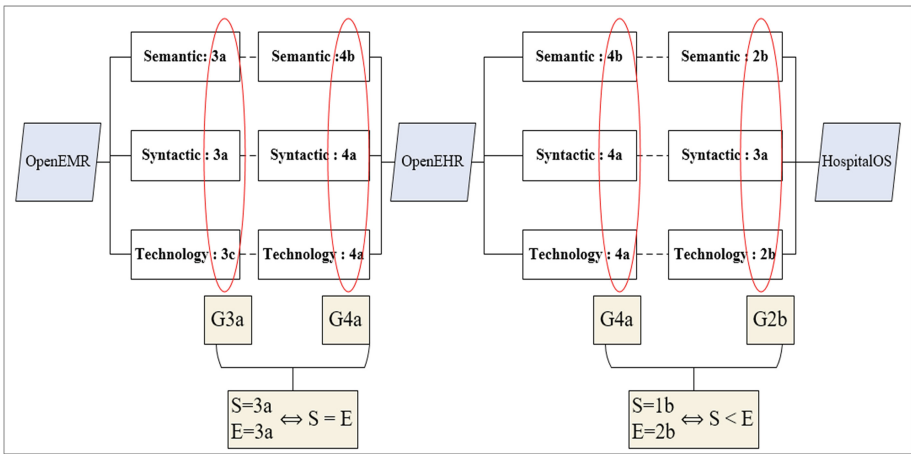 Semantic: 3a
Semantic :4b
Semantic : 4b
Semantic : 2b
OpenEMR
Syntactic : 3a
Syntactic : 4a
OpenEHR
Syntactic : 4a
Syntactic : 3a
HospitalOS
Technology : 3c
Technology : 4a
Technology : 4a
Technology : 2b
G3a
G4a
G4a
G2b
S=3a
E=3a ⇔ S = E
S=1b
E=2b ⇔ S < E